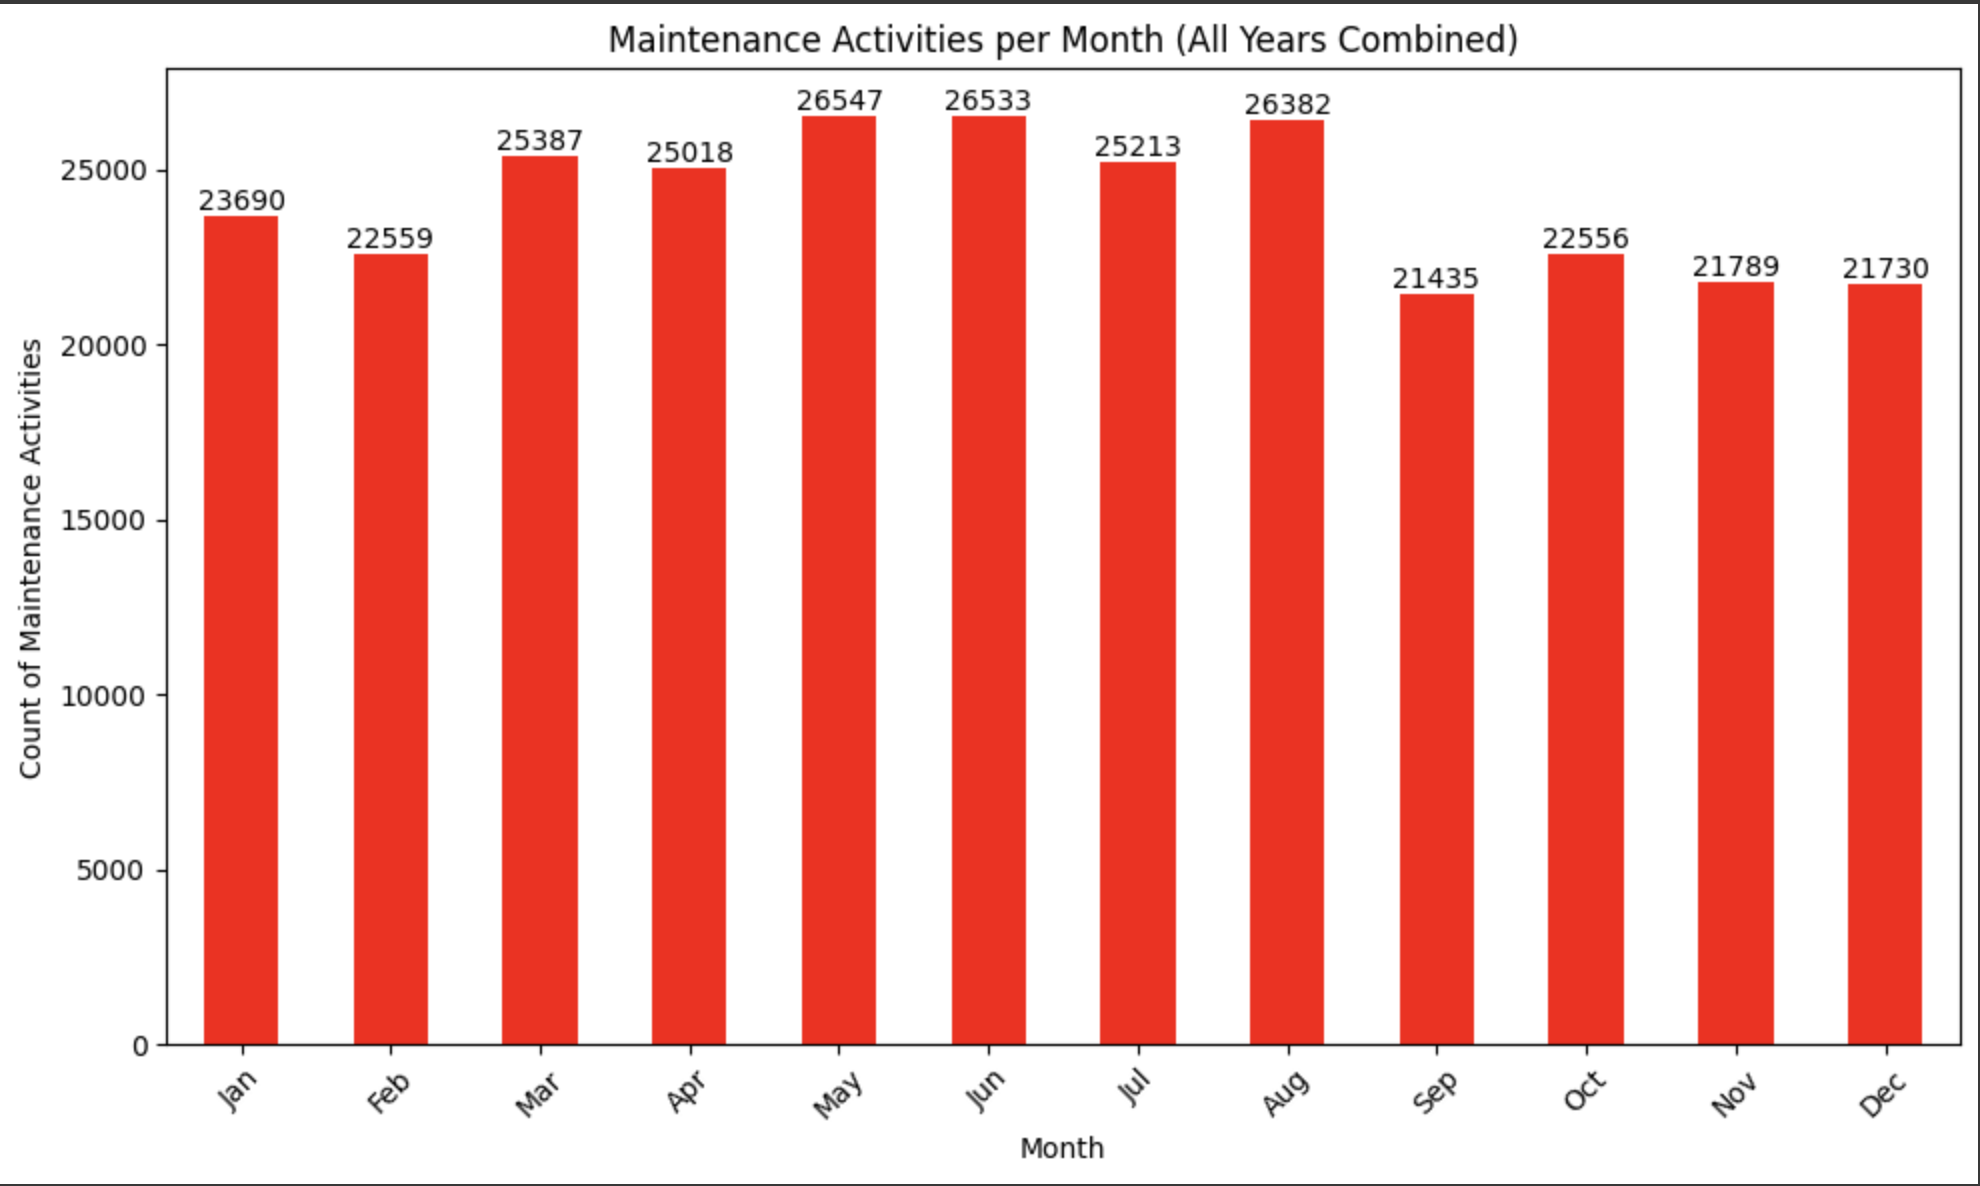 Maintenance Activities per Month (All Years Combined)
26547
26533
26382
25387
25213
25018
23690
22559
22556
21789
21730
21435
25000
20000
15000
10000
5000
0
Count of Maintenance Activities
Jan
Feb
Mar
Apr
May
Jun
Jul
Aug
Sep
Oct
Nov
Dec
Month